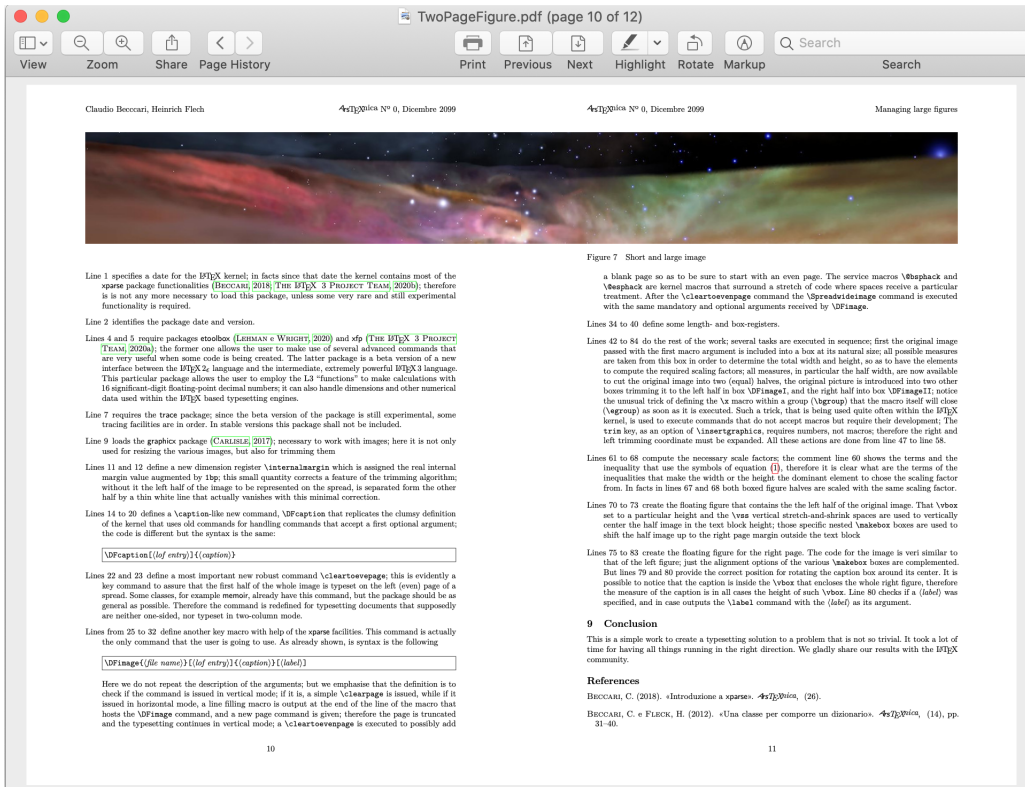 TwoPageFigure.pdf (page 10 of 12)
View
Zoom
Share
Page History
Print
Previous
Next
Highlight
Rotate
Markup
Search
Search
Claudio Becccari, Heinrich Flech
ArsTEXnica Nº 0, Dicembre 2099
Line 1 specifies a date for the LATEX kernel; in facts since that date the kernel contains most of the
xparse package functionalities (BECCARI, 2018; THE LATEX 3 PROJECT TEAM, 2020b); therefore
is is not any more necessary to load this package, unless some very rare and still experimental
functionality is required.
Line 2 identifies the package date and version.
Lines 4 and 5 require packages etoolbox (LEHMAN e WRIGHT, 2020) and xfp (THE LATEX 3 PROJECT
TEAM, 2020a); the former one allows the user to make use of several advanced commands that
are very useful when some code is being created. The latter package is a beta version of a new
interface between the LATEX 2ε language and the intermediate, extremely powerful LATEX3 language.
This particular package allows the user to employ the L3 “functions” to make calculations with
16 significant-digit floating-point decimal numbers; it can also handle dimensions and other numerical
data used within the LATEX based typesetting engines.
Line 7 requires the trace package; since the beta version of the package is still experimental, some
tracing facilities are in order. In stable versions this package shall not be included.
Line 9 loads the graphicx package (CARLISLE, 2017); necessary to work with images; here it is not only
used for resizing the various images, but also for trimming them
Lines 11 and 12 define a new dimension register \internalmargin which is assigned the real internal
margin value augmented by 1bp; this small quantity corrects a feature of the trimming algorithm;
without it the left half of the image to be represented on the spread, is separated form the other
half by a thin white line that actually vanishes with this minimal correction.
Lines 14 to 20 defines a \caption-like new command, \DFcaption that replicates the clumsy definition
of the kernel that uses old commands for handling commands that accept a first optional argument;
the code is different but the syntax is the same:
\DFcaption[⟨lof entry⟩]{⟨caption⟩}
Lines 22 and 23 define a most important new robust command \cleartoevepage; this is evidently a
key command to assure that the first half of the whole image is typeset on the left (even) page of a
spread. Some classes, for example memoir, already have this command, but the package should be as
general as possible. Therefore the command is redefined for typesetting documents that supposedly
are neither one-sided, nor typeset in two-column mode.
Lines from 25 to 32 define another key macro with help of the xparse facilities. This command is actually
the only command that the user is going to use. As already shown, is syntax is the following
\DFimage{⟨file name⟩}[⟨lof entry⟩]{⟨caption⟩}[⟨label⟩]
Here we do not repeat the description of the arguments; but we emphasise that the definition is to
check if the command is issued in vertical mode; if it is, a simple \clearpage is issued, while if it
issued in horizontal mode, a line filling macro is output at the end of the line of the macro that
hosts the \DFimage command, and a new page command is given; therefore the page is truncated
and the typesetting continues in vertical mode; a \cleartoevenpage is executed to possibly add
10
ArsTEXnica Nº 0, Dicembre 2099
Managing large figures
Figure 7 Short and large image
a blank page so as to be sure to start with an even page. The service macros \@bsphack and
\@esphack are kernel macros that surround a stretch of code where spaces receive a particular
treatment. After the \cleartoevenpage command the \Spreadwideimage command is executed
with the same mandatory and optional arguments received by \DFimage.
Lines 34 to 40 define some length- and box-registers.
Lines 42 to 84 do the rest of the work; several tasks are executed in sequence; first the original image
passed with the first macro argument is included into a box at its natural size; all possible measures
are taken from this box in order to determine the total width and height, so as to have the elements
to compute the required scaling factors; all measures, in particular the half width, are now available
to cut the original image into two (equal) halves, the original picture is introduced into two other
boxes trimming it to the left half in box \DFimageI, and the right half into box \DFimageII; notice
the unusual trick of defining the \x macro within a group (\bgroup) that the macro itself will close
(\egroup) as soon as it is executed. Such a trick, that is being used quite often within the LATEX
kernel, is used to execute commands that do not accept macros but require their development; The
trim key, as an option of \insertgraphics, requires numbers, not macros; therefore the right and
left trimming coordinate must be expanded. All these actions are done from line 47 to line 58.
Lines 61 to 68 compute the necessary scale factors; the comment line 60 shows the terms and the
inequality that use the symbols of equation (1), therefore it is clear what are the terms of the
inequalities that make the width or the height the dominant element to chose the scaling factor
from. In facts in lines 67 and 68 both boxed figure halves are scaled with the same scaling factor.
Lines 70 to 73 create the floating figure that contains the left half of the original image. That \vbox
set to a particular height and the \vss vertical stretch-and-shrink spaces are used to vertically
center the half image in the text block height; those specific nested \makebox boxes are used to
shift the half image up to the right page margin outside the text block
Lines 75 to 83 create the floating figure for the right page. The code for the image is veri similar to
that of the left figure; just the alignment options of the various \makebox are complemented.
But lines 79 and 80 provide the correct position for rotating the caption box around its center. It is
possible to notice that the caption is inside the \vbox that encloses the whole right figure, therefore
the measure of the caption is in all cases the height of such \vbox. Line 80 checks if a ⟨label⟩ was
specified, and in case outputs the \label command with the ⟨label⟩ as its argument.
9 Conclusion
This is a simple work to create a typesetting solution to a problem that is not so trivial. It took a lot of
time for having all things running in the right direction. We gladly share our results with the LATEX
community.
References
BECCARI, C. (2018). «Introduzione a xparse». ArsTEXnica, (26).
BECCARI, C. e FLECK, H. (2012). «Una classe per comporre un dizionario». ArsTEXnica, (14), pp.
31–40.
11